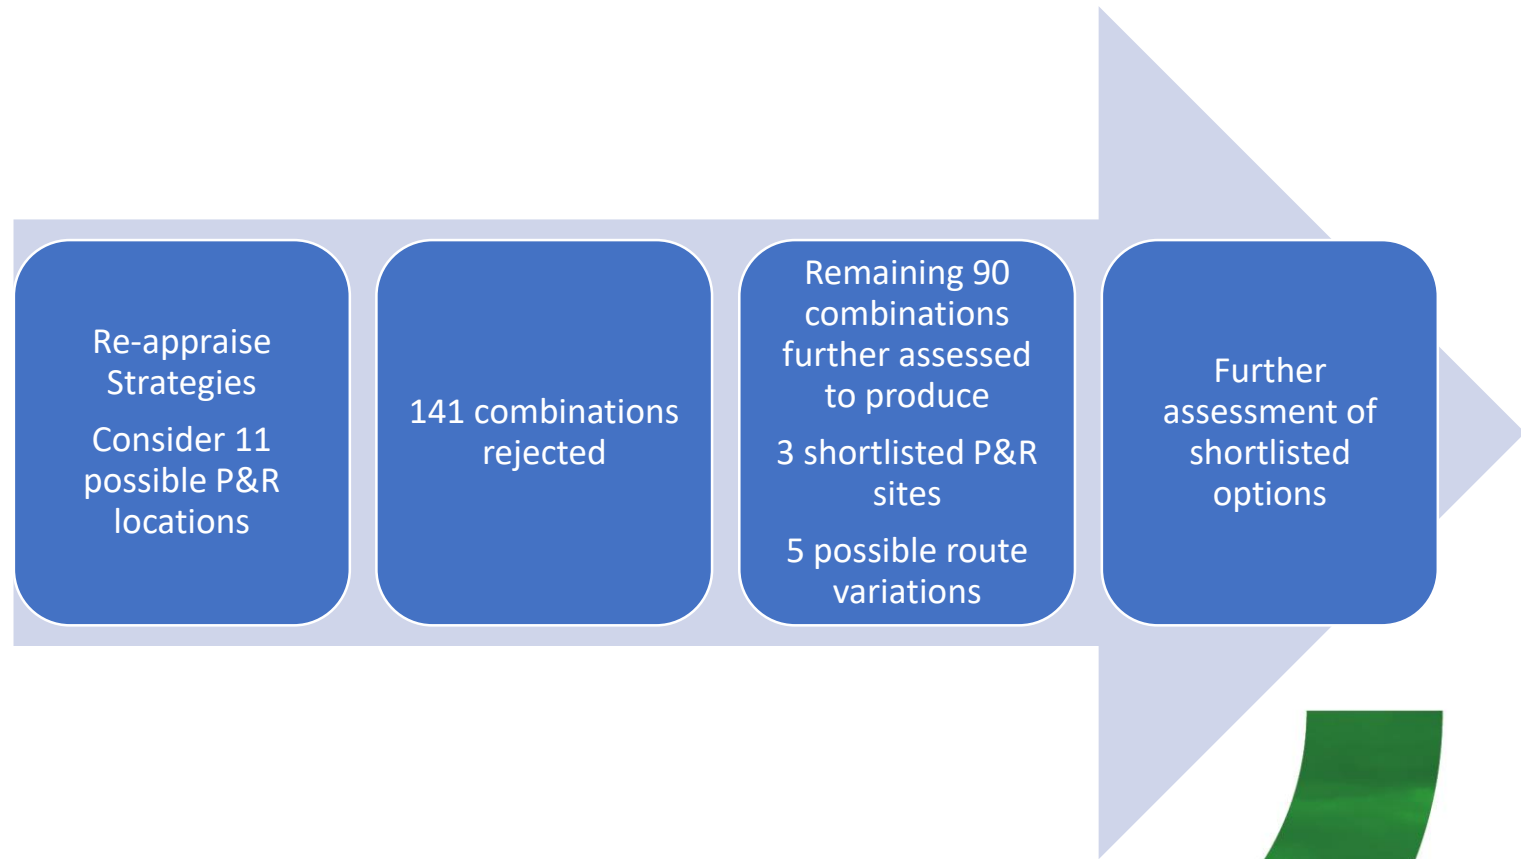 Re-appraise
Strategies
Consider 11
possible P&R
locations
141 combinations
rejected
Remaining 90
combinations
further assessed
to produce
3 shortlisted P&R
sites
5 possible route
variations
Further
assessment of
shortlisted
options